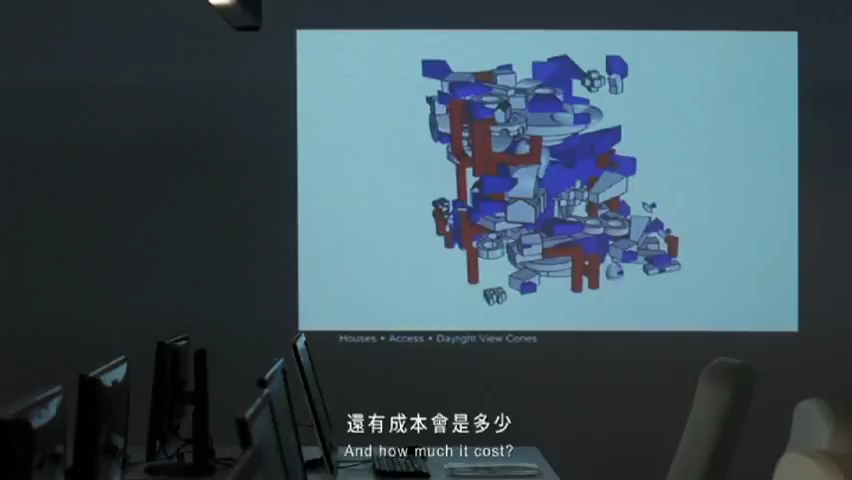 Houses • Access • Daylight View Cones
還有成本會是多少
And how much it cost?